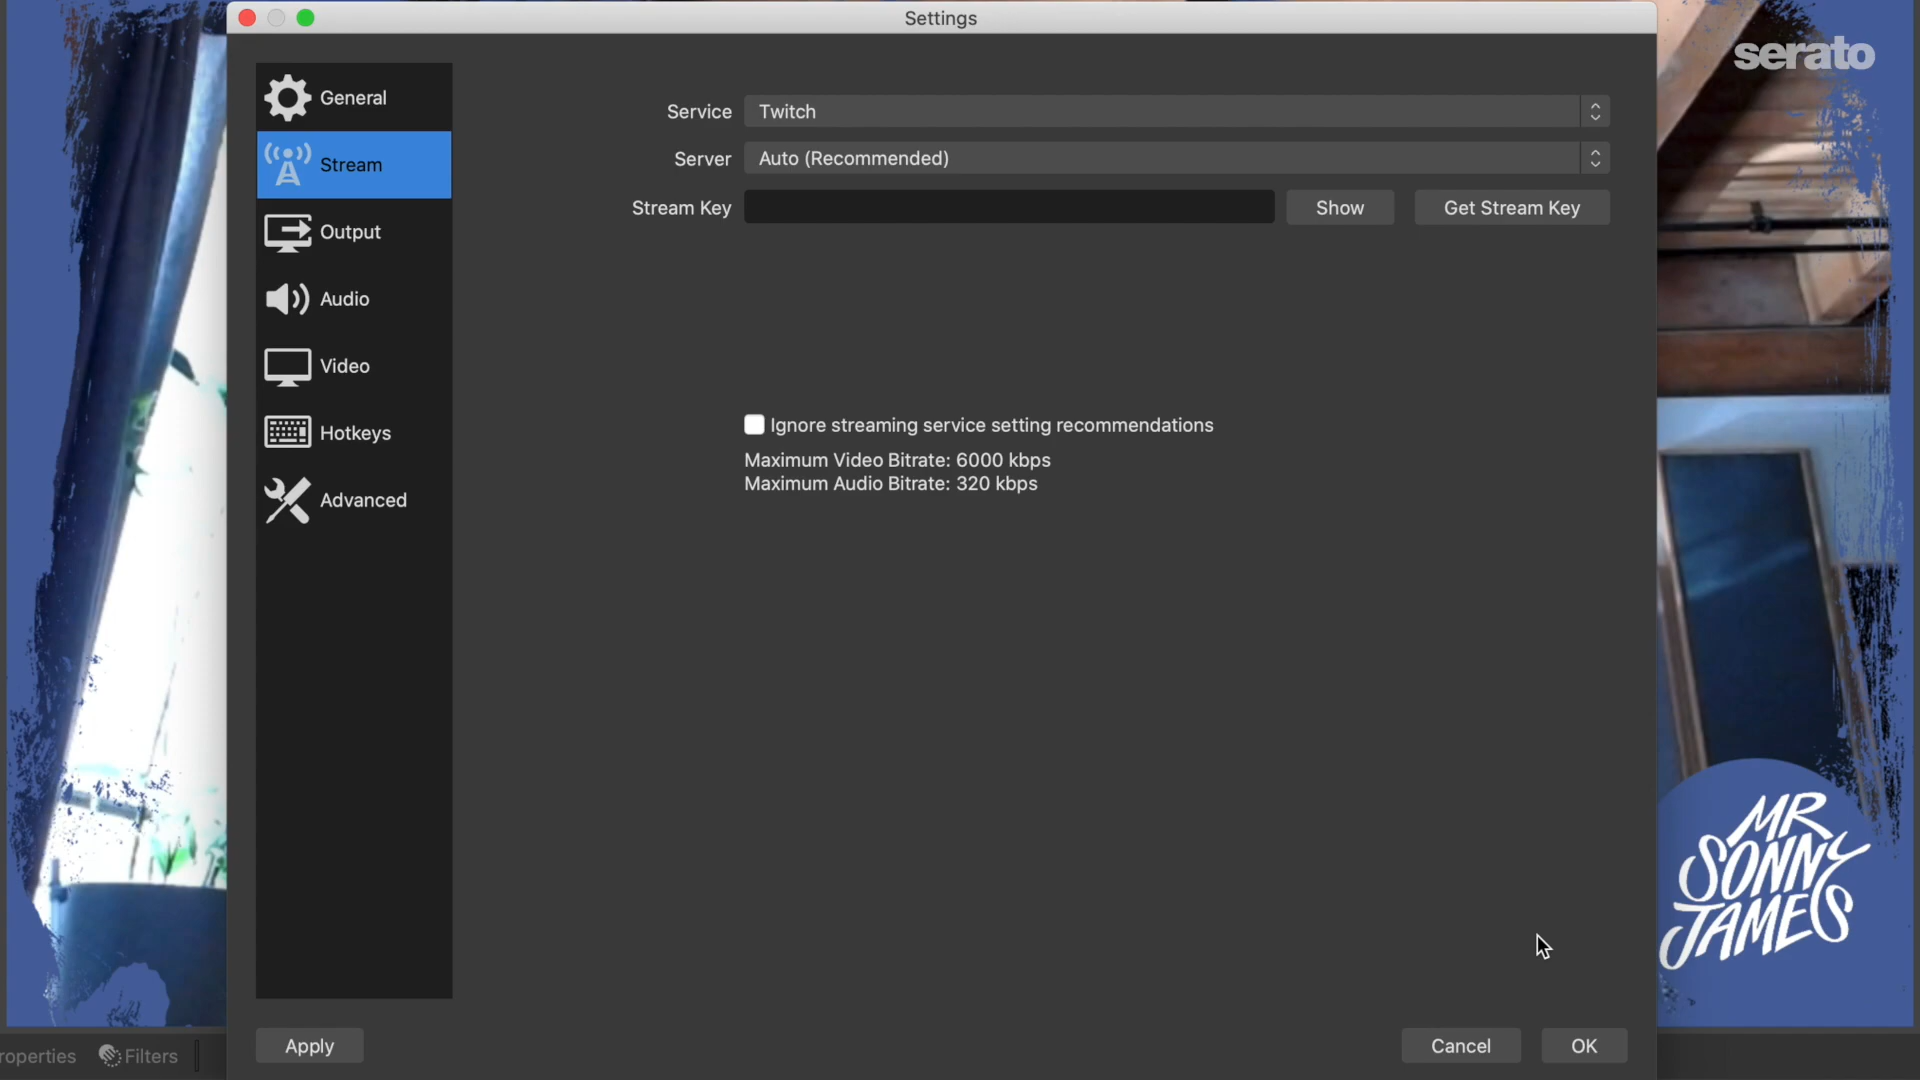 Settings
serato
General
Stream
Output
Audio
Video
Hotkeys
Advanced
Service Twitch
Server Auto (Recommended)
Stream Key Show Get Stream Key
Ignore streaming service setting recommendations
Maximum Video Bitrate: 6000 kbps
Maximum Audio Bitrate: 320 kbps
MR
SONNY
JAMES
Apply Cancel OK
roperties Filters